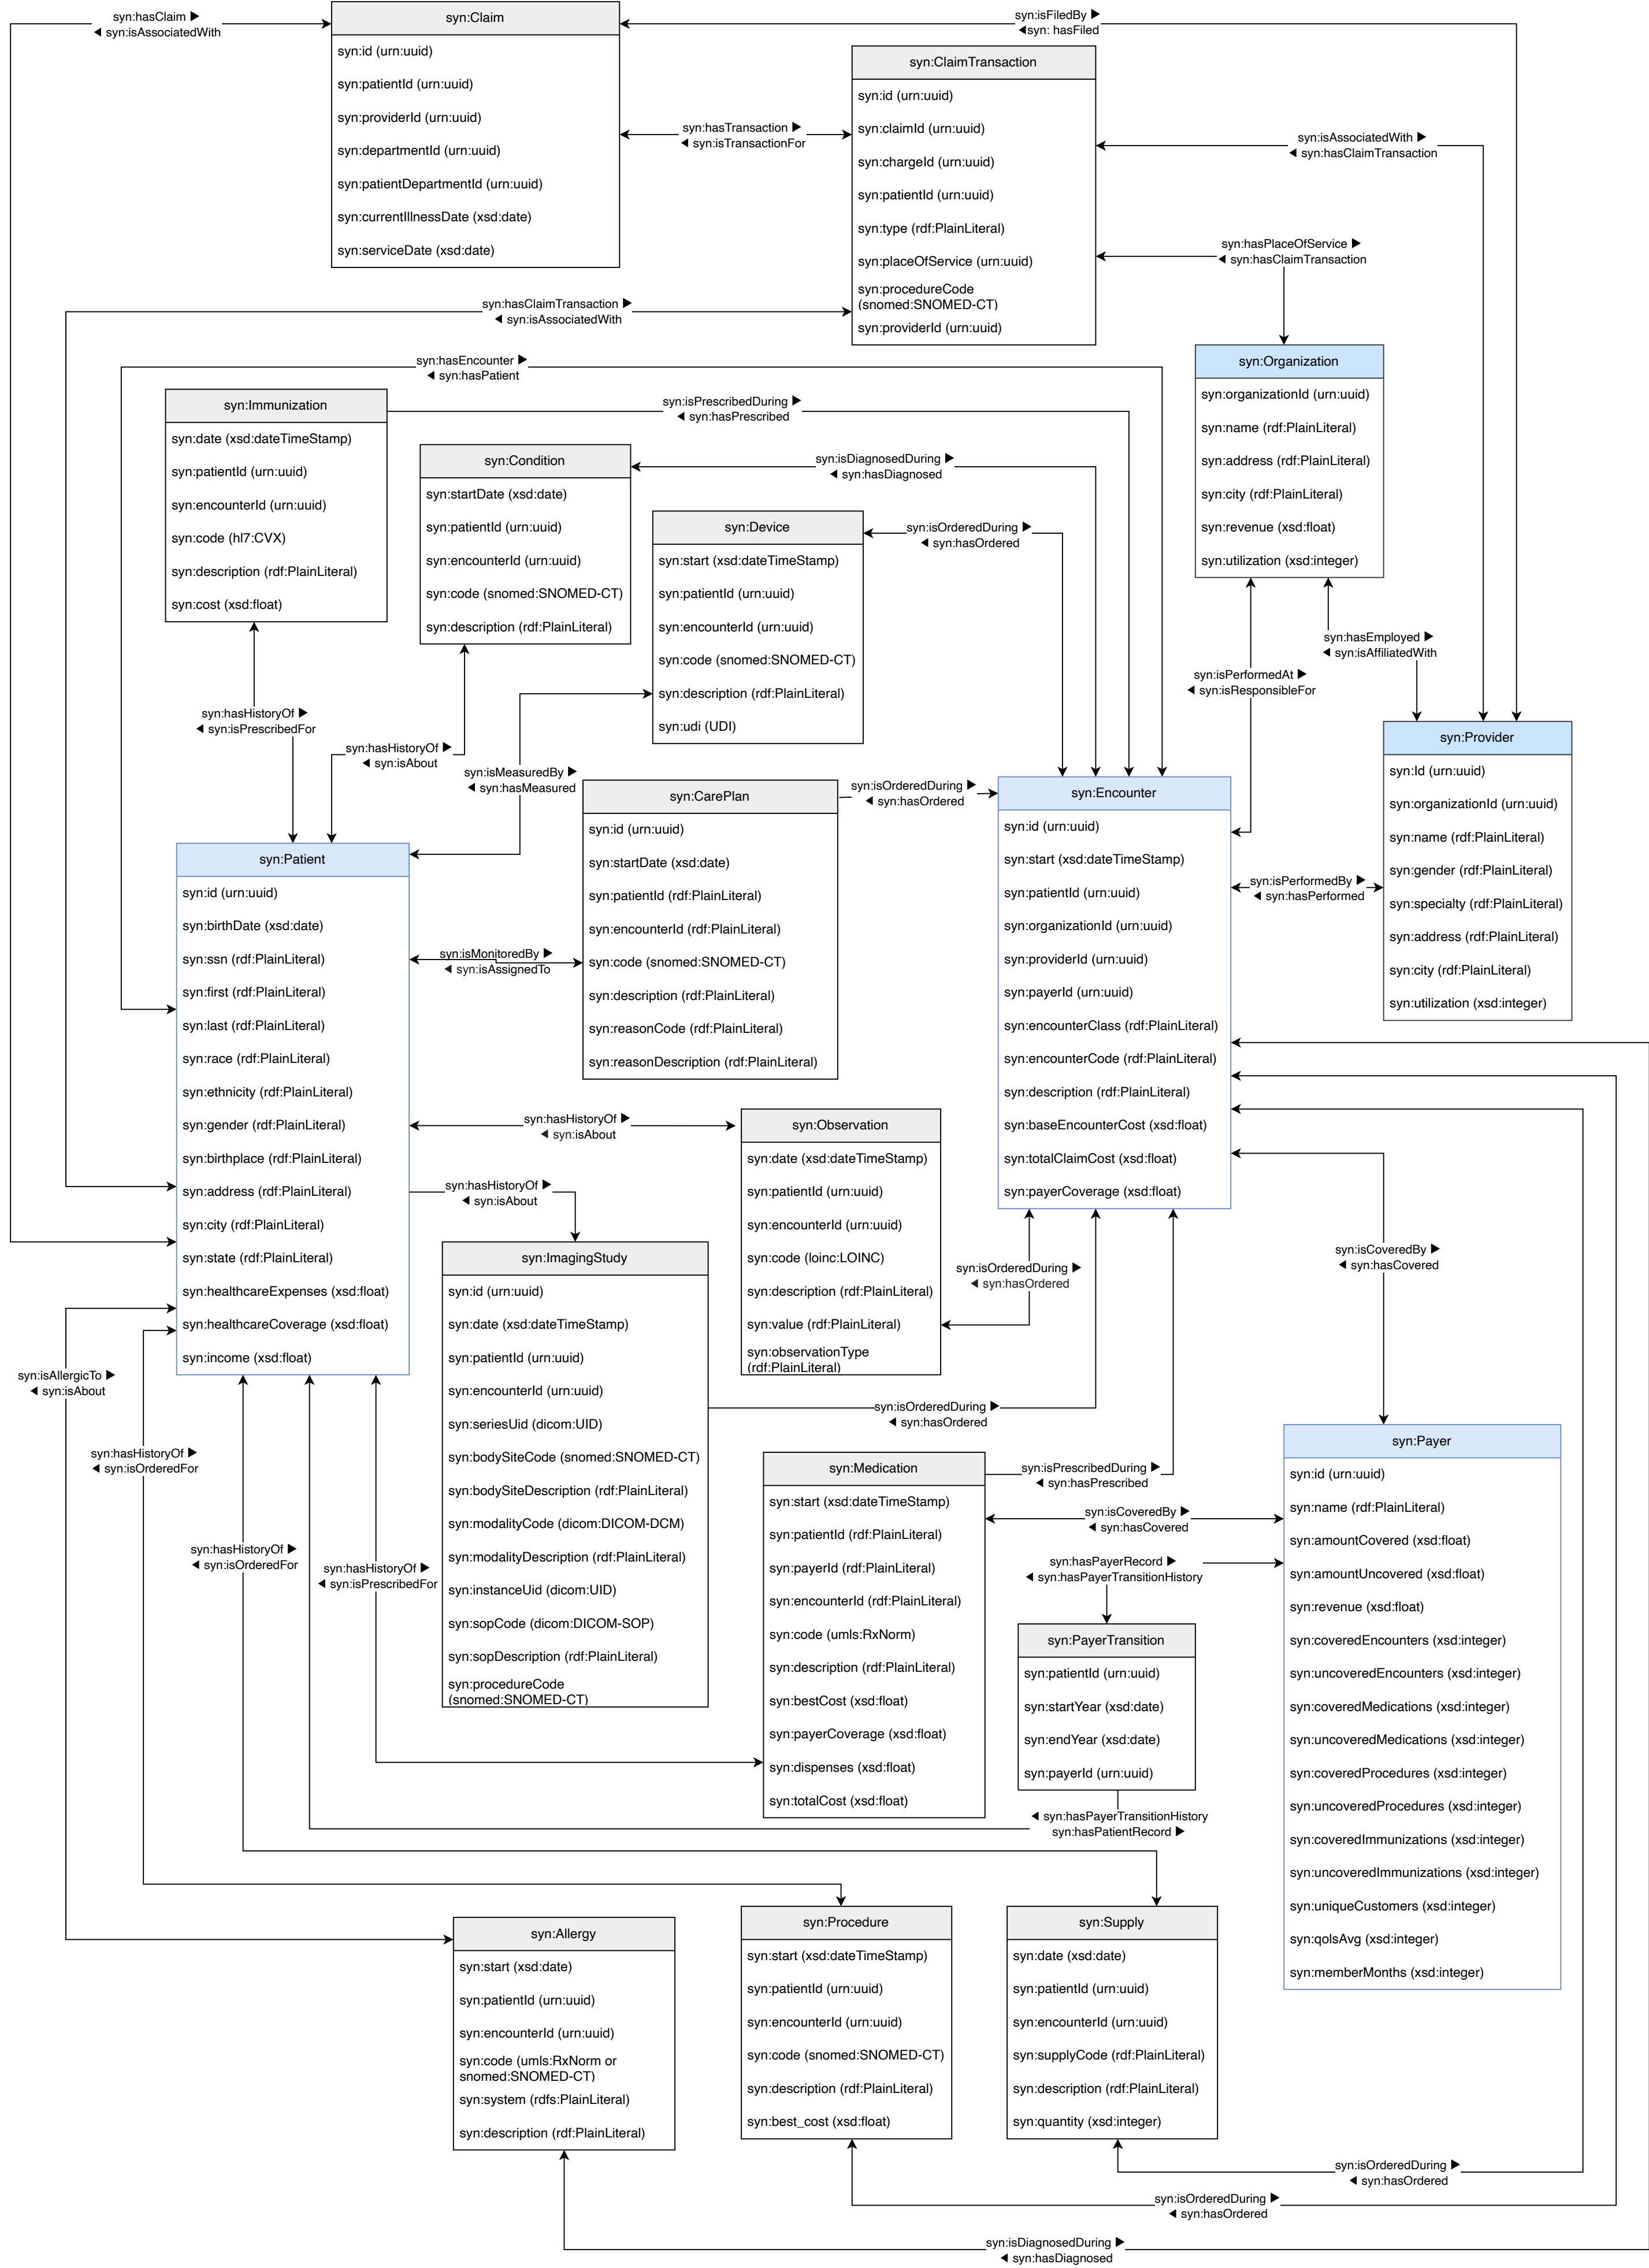 syn:hasClaim ▶
◀ syn:isAssociatedWith
syn:Claim
syn:id (urn:uuid)
syn:patientId (urn:uuid)
syn:providerId (urn:uuid)
syn:departmentId (urn:uuid)
syn:patientDepartmentId (urn:uuid)
syn:currentIllnessDate (xsd:date)
syn:serviceDate (xsd:date)
syn:isFiledBy ▶
◀syn: hasFiled
syn:ClaimTransaction
syn:id (urn:uuid)
syn:claimId (urn:uuid)
syn:chargeId (urn:uuid)
syn:patientId (urn:uuid)
syn:type (rdf:PlainLiteral)
syn:placeOfService (urn:uuid)
syn:procedureCode
(snomed:SNOMED-CT)
syn:providerId (urn:uuid)
syn:hasTransaction ▶
◀ syn:isTransactionFor
syn:isAssociatedWith ▶
◀ syn:hasClaimTransaction
syn:hasPlaceOfService ▶
◀ syn:hasClaimTransaction
syn:hasClaimTransaction ▶
◀ syn:isAssociatedWith
syn:hasEncounter ▶
◀ syn:hasPatient
syn:Organization
syn:organizationId (urn:uuid)
syn:name (rdf:PlainLiteral)
syn:address (rdf:PlainLiteral)
syn:city (rdf:PlainLiteral)
syn:revenue (xsd:float)
syn:utilization (xsd:integer)
syn:Immunization
syn:date (xsd:dateTimeStamp)
syn:patientId (urn:uuid)
syn:encounterId (urn:uuid)
syn:code (hl7:CVX)
syn:description (rdf:PlainLiteral)
syn:cost (xsd:float)
syn:isPrescribedDuring ▶
◀ syn:hasPrescribed
syn:Condition
syn:startDate (xsd:date)
syn:patientId (urn:uuid)
syn:encounterId (urn:uuid)
syn:code (snomed:SNOMED-CT)
syn:description (rdf:PlainLiteral)
syn:isDiagnosedDuring ▶
◀ syn:hasDiagnosed
syn:Device
syn:start (xsd:dateTimeStamp)
syn:patientId (urn:uuid)
syn:encounterId (urn:uuid)
syn:code (snomed:SNOMED-CT)
syn:description (rdf:PlainLiteral)
syn:udi (UDI)
syn:isOrderedDuring ▶
◀ syn:hasOrdered
syn:hasEmployed ▶
◀ syn:isAffiliatedWith
syn:isPerformedAt ▶
◀ syn:isResponsibleFor
syn:hasHistoryOf ▶
◀ syn:isPrescribedFor
syn:hasHistoryOf ▶
◀ syn:isAbout
syn:isMeasuredBy ▶
◀ syn:hasMeasured
syn:Provider
syn:Id (urn:uuid)
syn:organizationId (urn:uuid)
syn:name (rdf:PlainLiteral)
syn:gender (rdf:PlainLiteral)
syn:specialty (rdf:PlainLiteral)
syn:address (rdf:PlainLiteral)
syn:city (rdf:PlainLiteral)
syn:utilization (xsd:integer)
syn:CarePlan
syn:id (urn:uuid)
syn:startDate (xsd:date)
syn:patientId (rdf:PlainLiteral)
syn:encounterId (rdf:PlainLiteral)
syn:code (snomed:SNOMED-CT)
syn:description (rdf:PlainLiteral)
syn:reasonCode (rdf:PlainLiteral)
syn:reasonDescription (rdf:PlainLiteral)
syn:isOrderedDuring ▶
◀ syn:hasOrdered
syn:Encounter
syn:id (urn:uuid)
syn:start (xsd:dateTimeStamp)
syn:patientId (urn:uuid)
syn:organizationId (urn:uuid)
syn:providerId (urn:uuid)
syn:payerId (urn:uuid)
syn:encounterClass (rdf:PlainLiteral)
syn:encounterCode (rdf:PlainLiteral)
syn:description (rdf:PlainLiteral)
syn:baseEncounterCost (xsd:float)
syn:totalClaimCost (xsd:float)
syn:payerCoverage (xsd:float)
syn:isPerformedBy ▶
◀ syn:hasPerformed
syn:Patient
syn:id (urn:uuid)
syn:birthDate (xsd:date)
syn:ssn (rdf:PlainLiteral)
syn:first (rdf:PlainLiteral)
syn:last (rdf:PlainLiteral)
syn:race (rdf:PlainLiteral)
syn:ethnicity (rdf:PlainLiteral)
syn:gender (rdf:PlainLiteral)
syn:birthplace (rdf:PlainLiteral)
syn:address (rdf:PlainLiteral)
syn:city (rdf:PlainLiteral)
syn:state (rdf:PlainLiteral)
syn:healthcareExpenses (xsd:float)
syn:healthcareCoverage (xsd:float)
syn:income (xsd:float)
syn:isMonitoredBy ▶
◀ syn:isAssignedTo
syn:hasHistoryOf ▶
◀ syn:isAbout
syn:Observation
syn:date (xsd:dateTimeStamp)
syn:patientId (urn:uuid)
syn:encounterId (urn:uuid)
syn:code (loinc:LOINC)
syn:description (rdf:PlainLiteral)
syn:value (rdf:PlainLiteral)
syn:observationType
(rdf:PlainLiteral)
syn:hasHistoryOf ▶
◀ syn:isAbout
syn:isOrderedDuring ▶
◀ syn:hasOrdered
syn:isCoveredBy ▶
◀ syn:hasCovered
syn:ImagingStudy
syn:id (urn:uuid)
syn:date (xsd:dateTimeStamp)
syn:patientId (urn:uuid)
syn:encounterId (urn:uuid)
syn:seriesUid (dicom:UID)
syn:bodySiteCode (snomed:SNOMED-CT)
syn:bodySiteDescription (rdf:PlainLiteral)
syn:modalityCode (dicom:DICOM-DCM)
syn:modalityDescription (rdf:PlainLiteral)
syn:instanceUid (dicom:UID)
syn:sopCode (dicom:DICOM-SOP)
syn:sopDescription (rdf:PlainLiteral)
syn:procedureCode
(snomed:SNOMED-CT)
syn:isOrderedDuring ▶
◀ syn:hasOrdered
syn:isAllergicTo ▶
◀ syn:isAbout
syn:hasHistoryOf ▶
◀ syn:isOrderedFor
syn:hasHistoryOf ▶
◀ syn:isOrderedFor
syn:hasHistoryOf ▶
◀ syn:isPrescribedFor
syn:Medication
syn:start (xsd:dateTimeStamp)
syn:patientId (rdf:PlainLiteral)
syn:payerId (rdf:PlainLiteral)
syn:encounterId (rdf:PlainLiteral)
syn:code (umls:RxNorm)
syn:description (rdf:PlainLiteral)
syn:bestCost (xsd:float)
syn:payerCoverage (xsd:float)
syn:dispenses (xsd:float)
syn:totalCost (xsd:float)
syn:isPrescribedDuring ▶
◀ syn:hasPrescribed
syn:isCoveredBy ▶
◀ syn:hasCovered
syn:hasPayerRecord ▶
◀ syn:hasPayerTransitionHistory
syn:PayerTransition
syn:patientId (urn:uuid)
syn:startYear (xsd:date)
syn:endYear (xsd:date)
syn:payerId (urn:uuid)
◀ syn:hasPayerTransitionHistory
syn:hasPatientRecord ▶
syn:Payer
syn:id (urn:uuid)
syn:name (rdf:PlainLiteral)
syn:amountCovered (xsd:float)
syn:amountUncovered (xsd:float)
syn:revenue (xsd:float)
syn:coveredEncounters (xsd:integer)
syn:uncoveredEncounters (xsd:integer)
syn:coveredMedications (xsd:integer)
syn:uncoveredMedications (xsd:integer)
syn:coveredProcedures (xsd:integer)
syn:uncoveredProcedures (xsd:integer)
syn:coveredImmunizations (xsd:integer)
syn:uncoveredImmunizations (xsd:integer)
syn:uniqueCustomers (xsd:integer)
syn:qolsAvg (xsd:integer)
syn:memberMonths (xsd:integer)
syn:Allergy
syn:start (xsd:date)
syn:patientId (urn:uuid)
syn:encounterId (urn:uuid)
syn:code (umls:RxNorm or
snomed:SNOMED-CT)
syn:system (rdfs:PlainLiteral)
syn:description (rdf:PlainLiteral)
syn:Procedure
syn:start (xsd:dateTimeStamp)
syn:patientId (urn:uuid)
syn:encounterId (urn:uuid)
syn:code (snomed:SNOMED-CT)
syn:description (rdf:PlainLiteral)
syn:best_cost (xsd:float)
syn:Supply
syn:date (xsd:date)
syn:patientId (urn:uuid)
syn:encounterId (urn:uuid)
syn:supplyCode (rdf:PlainLiteral)
syn:description (rdf:PlainLiteral)
syn:quantity (xsd:integer)
syn:isOrderedDuring ▶
◀ syn:hasOrdered
syn:isOrderedDuring ▶
◀ syn:hasOrdered
syn:isDiagnosedDuring ▶
◀ syn:hasDiagnosed